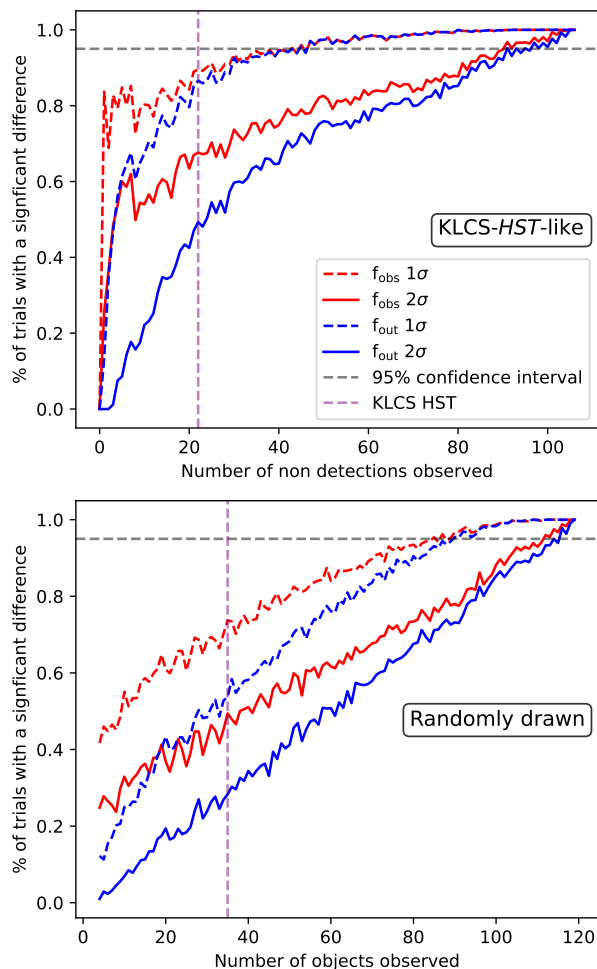 % of trials with a signficant difference
1.0
0.8
0.6
0.4
0.2
0.0
KLCS-HST-like
f_obs 1σ
f_obs 2σ
f_out 1σ
f_out 2σ
95% confidence interval
KLCS HST
0 20 40 60 80 100
Number of non detections observed
% of trials with a signficant difference
1.0
0.8
0.6
0.4
0.2
0.0
Randomly drawn
0 20 40 60 80 100 120
Number of objects observed